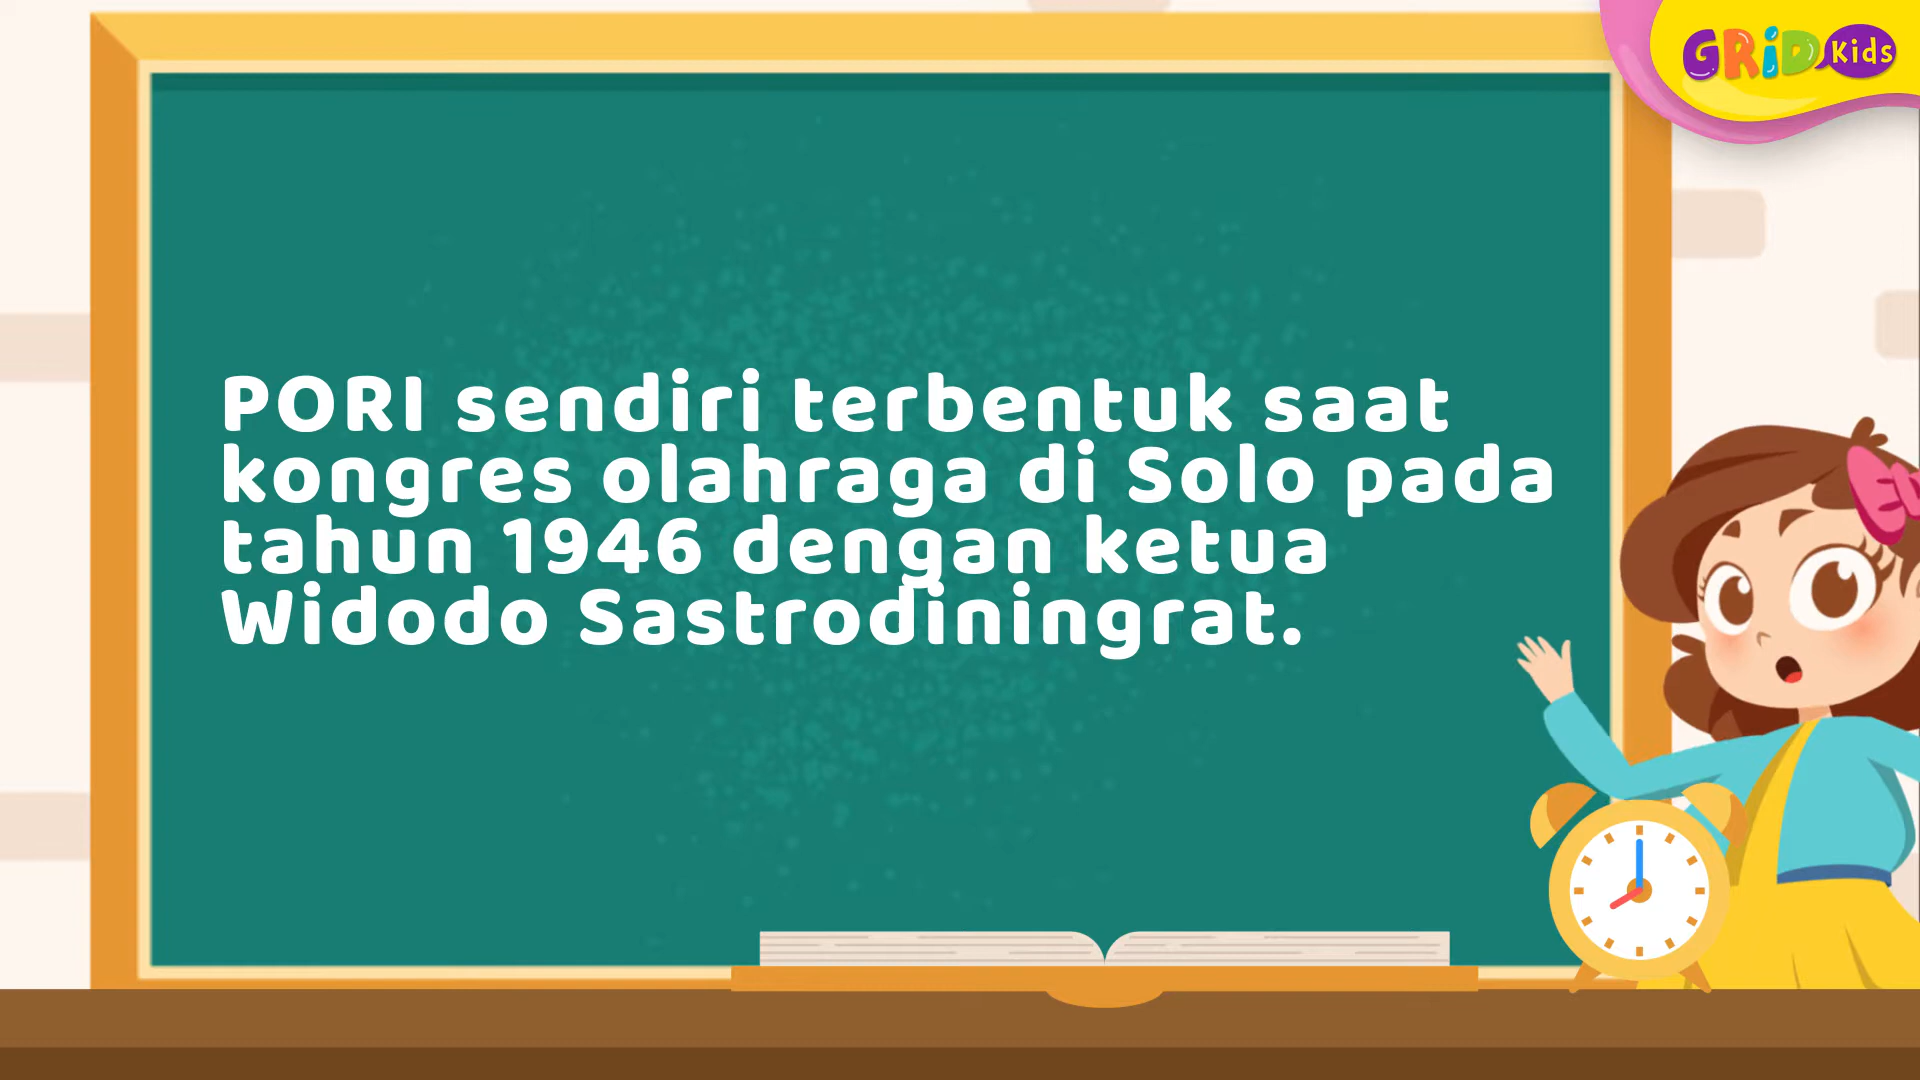 GRID Kids
PORI sendiri terbentuk saat
kongres olahraga di Solo pada
tahun 1946 dengan ketua
Widodo Sastrodiningrat.